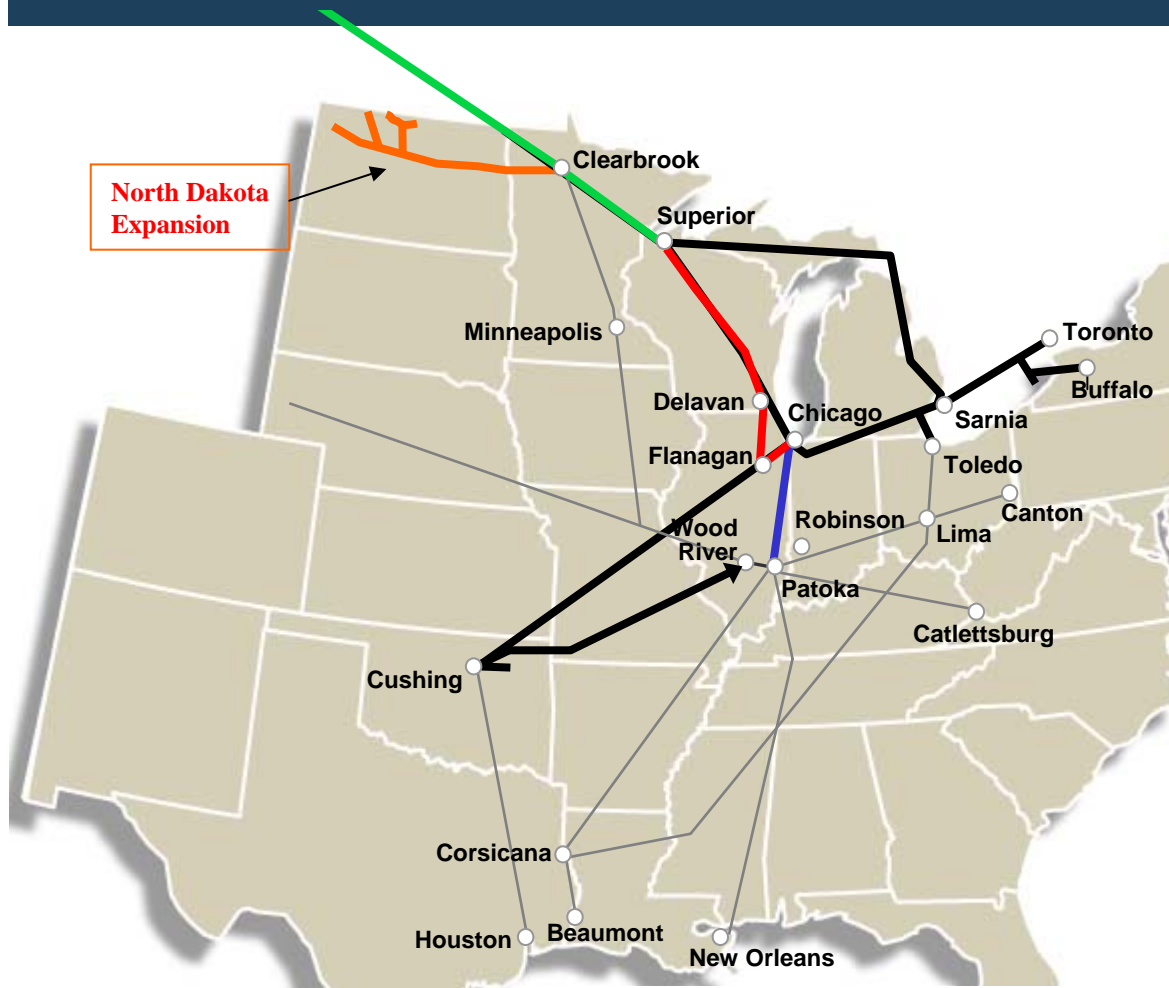 Clearbrook
North Dakota
Expansion
Superior
Minneapolis
Toronto
Buffalo
Delavan
Chicago
Sarnia
Flanagan
Toledo
Canton
Robinson
Wood
River
Lima
Patoka
Catlettsburg
Cushing
Corsicana
Beaumont
Houston
New Orleans